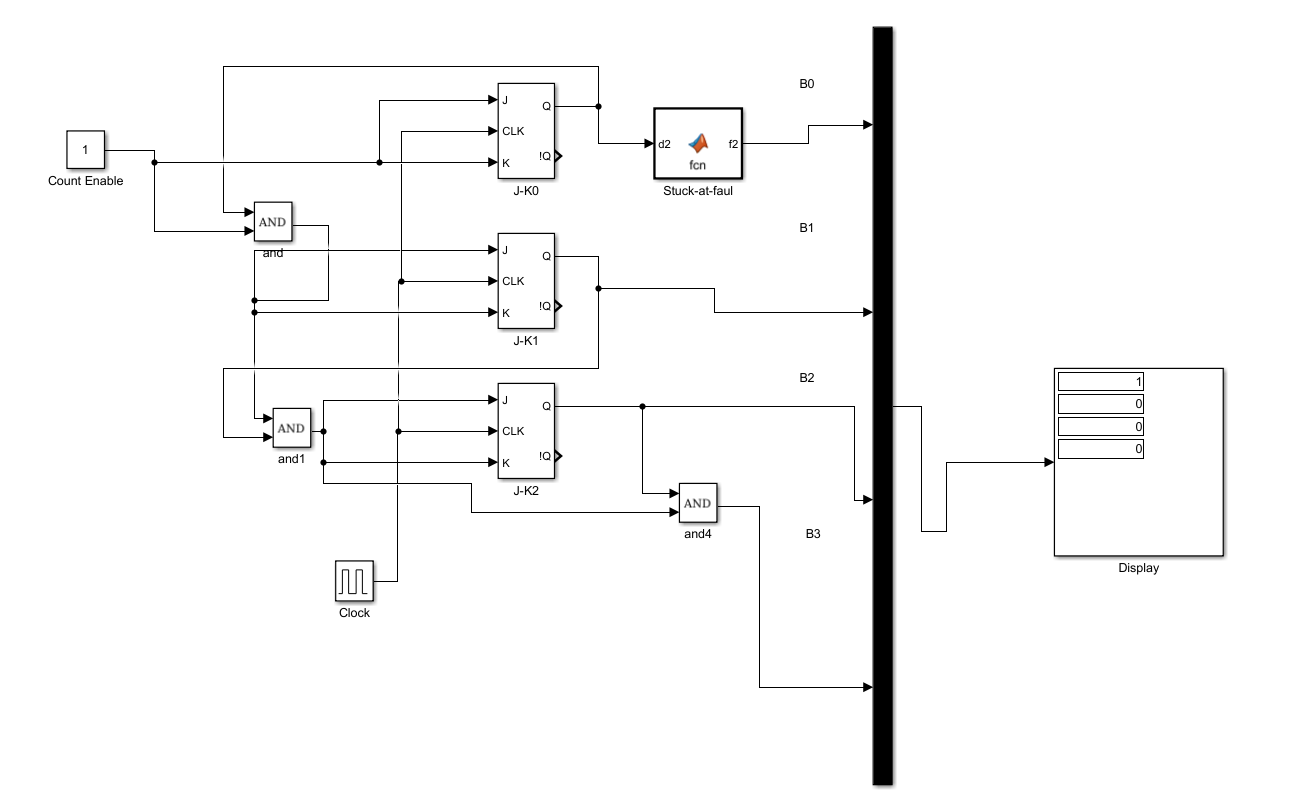 B0
J
Q
CLK
1
d2
f2
fcn
K
!Q
Count Enable
J-K0
Stuck-at-faul
AND
and
B1
J
Q
CLK
K
!Q
J-K1
B2
1
0
0
0
J
Q
AND
CLK
and1
K
!Q
J-K2
AND
and4
B3
Display
Clock